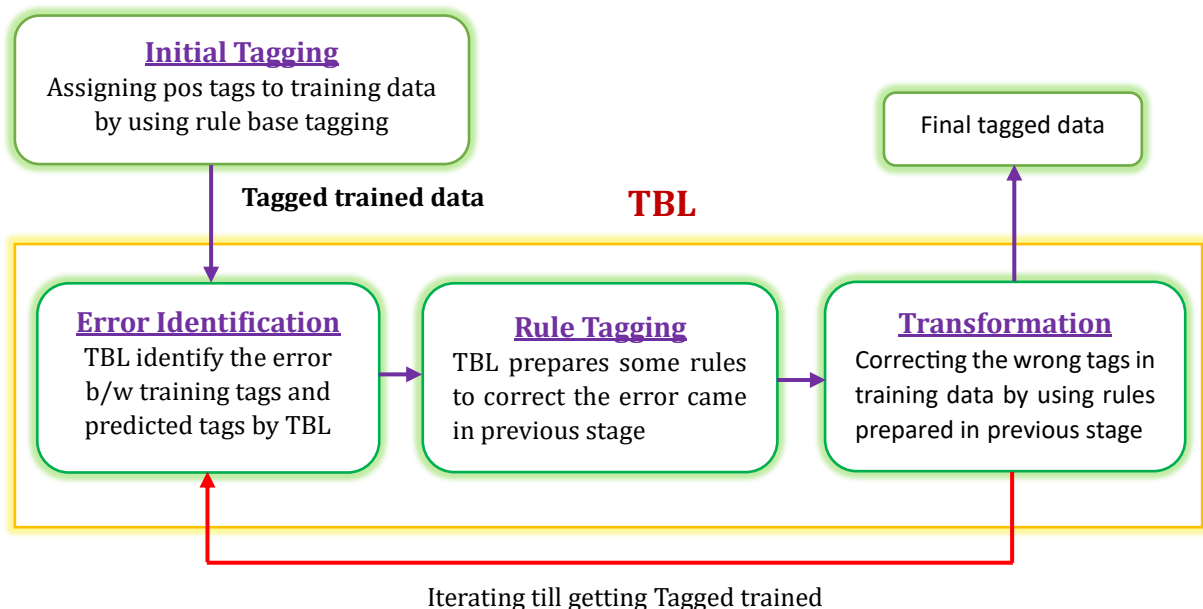 Initial Tagging
Assigning pos tags to training data
by using rule base tagging
Final tagged data
Tagged trained data
TBL
Error Identification
TBL identify the error
b/w training tags and
predicted tags by TBL
Rule Tagging
TBL prepares some rules
to correct the error came
in previous stage
Transformation
Correcting the wrong tags in
training data by using rules
prepared in previous stage
Iterating till getting Tagged trained